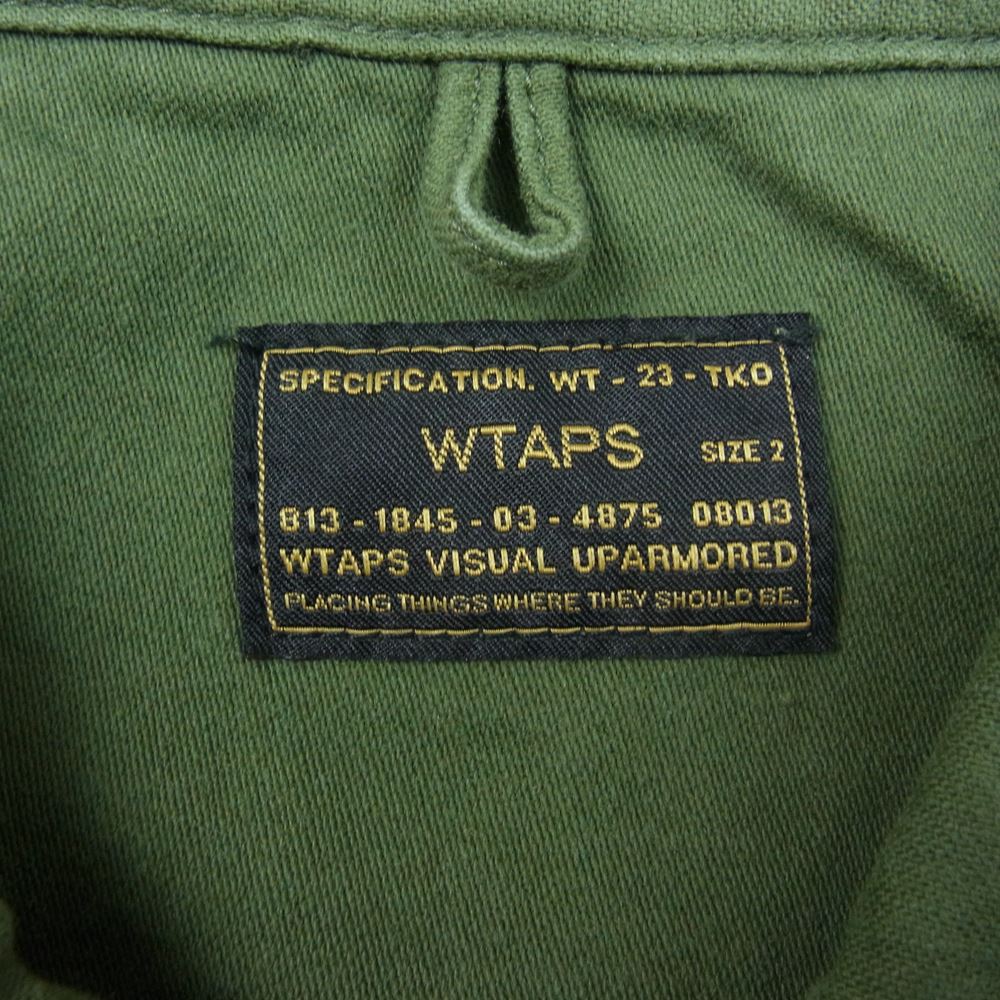 SPECIFICATION. WT - 23 - TKO
WTAPS SIZE 2
813 - 1845 - 03 - 4875 08013
WTAPS VISUAL UPARMORED
PLACING THINGS WHERE THEY SHOULD BE.